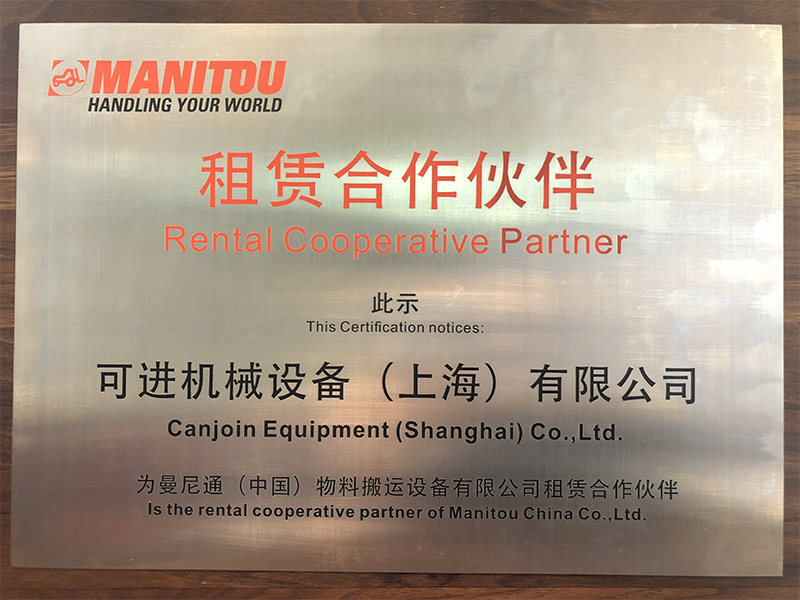 MANITOU
HANDLING YOUR WORLD
租赁合作伙伴
Rental Cooperative Partner
此示
This Certification notices:
可进机械设备（上海）有限公司
Canjoin Equipment (Shanghai) Co.,Ltd.
为曼尼通（中国）物料搬运设备有限公司租赁合作伙伴
Is the rental cooperative partner of Manitou China Co.,Ltd.